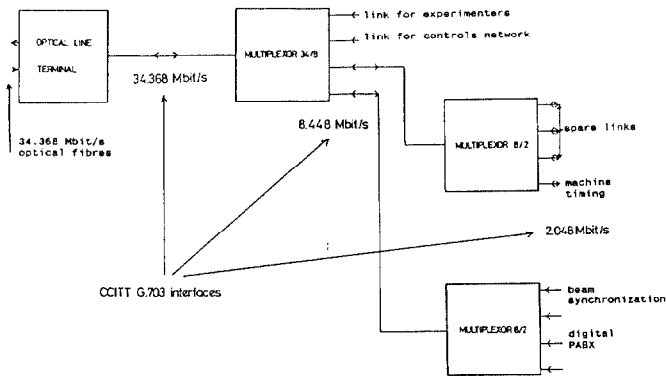 OPTICAL LINE
TERMINAL
34.368 Mbit/s
optical fibres
34.368 Mbit/s
MULTIPLEXOR 34/8
link for experimenters
link for controls network
8.448 Mbit/s
MULTIPLEXOR 8/2
spare links
machine
timing
2.048 Mbit/s
CCITT G.703 interfaces
MULTIPLEXOR 8/2
beam
synchronization
digital
PABX